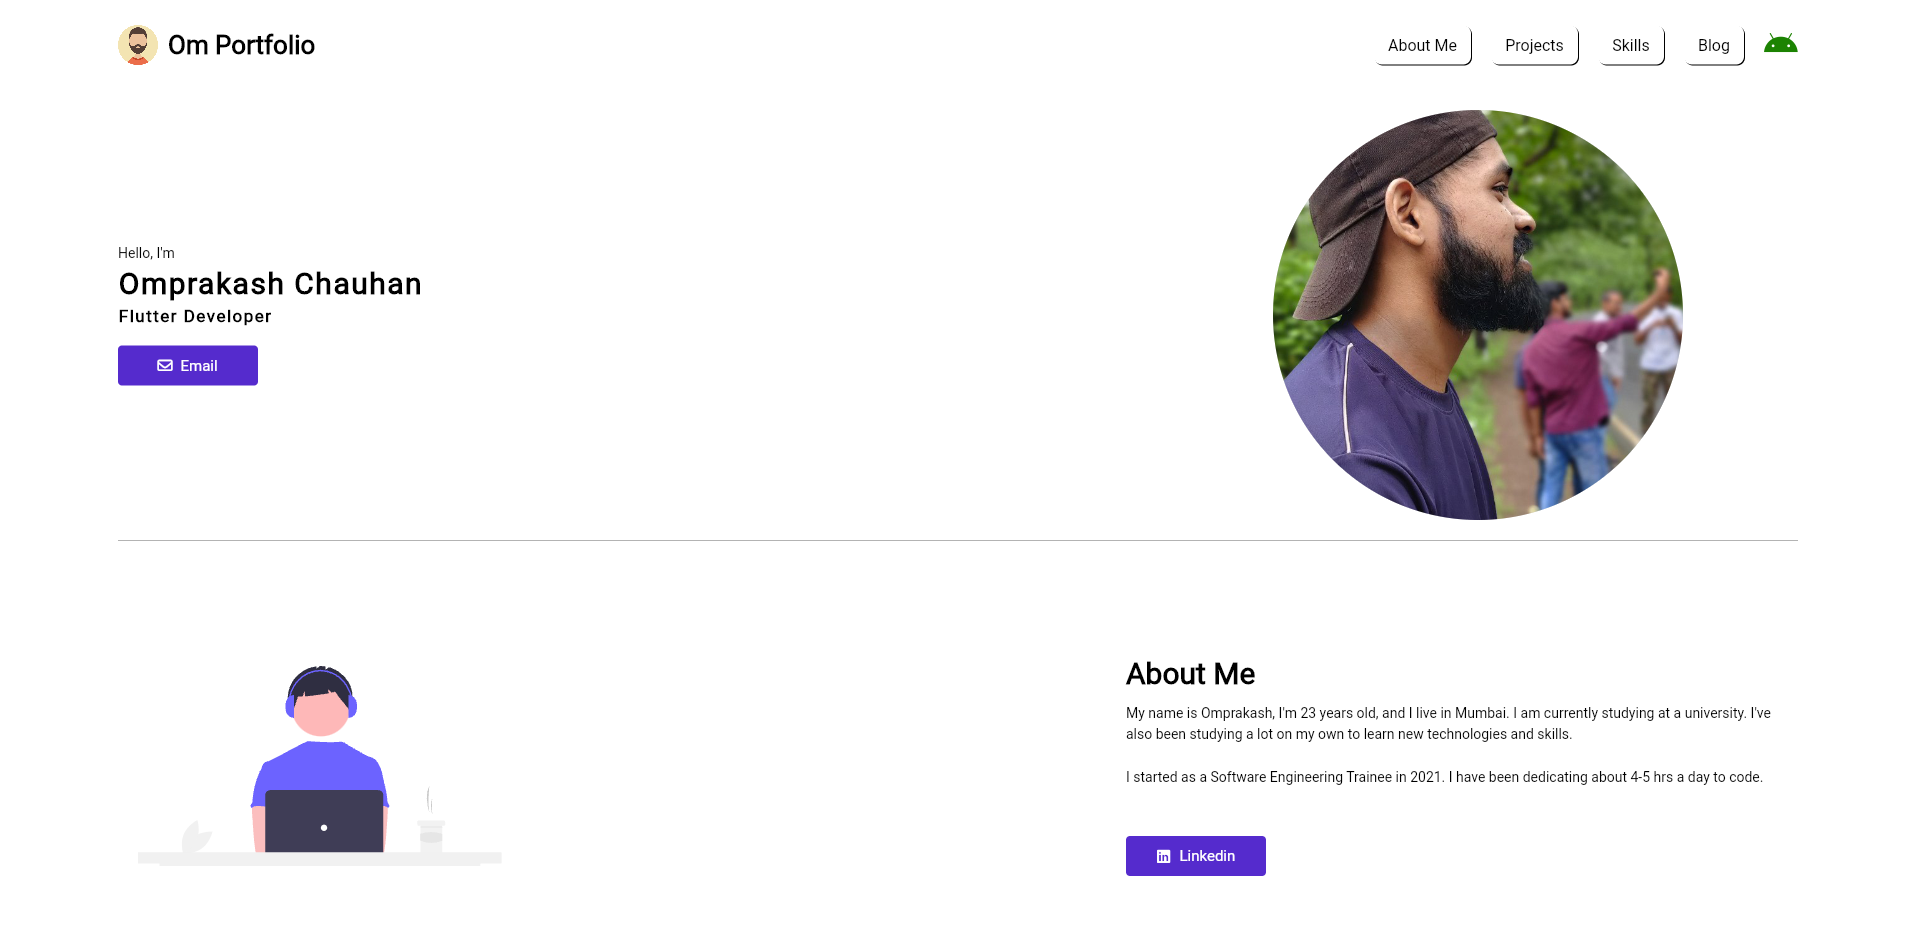 Om Portfolio
About Me
Projects
Skills
Blog
Hello, I'm
Omprakash Chauhan
Flutter Developer
Email
About Me
My name is Omprakash, I'm 23 years old, and I live in Mumbai. I am currently studying at a university. I've
also been studying a lot on my own to learn new technologies and skills.
I started as a Software Engineering Trainee in 2021. I have been dedicating about 4-5 hrs a day to code.
Linkedin